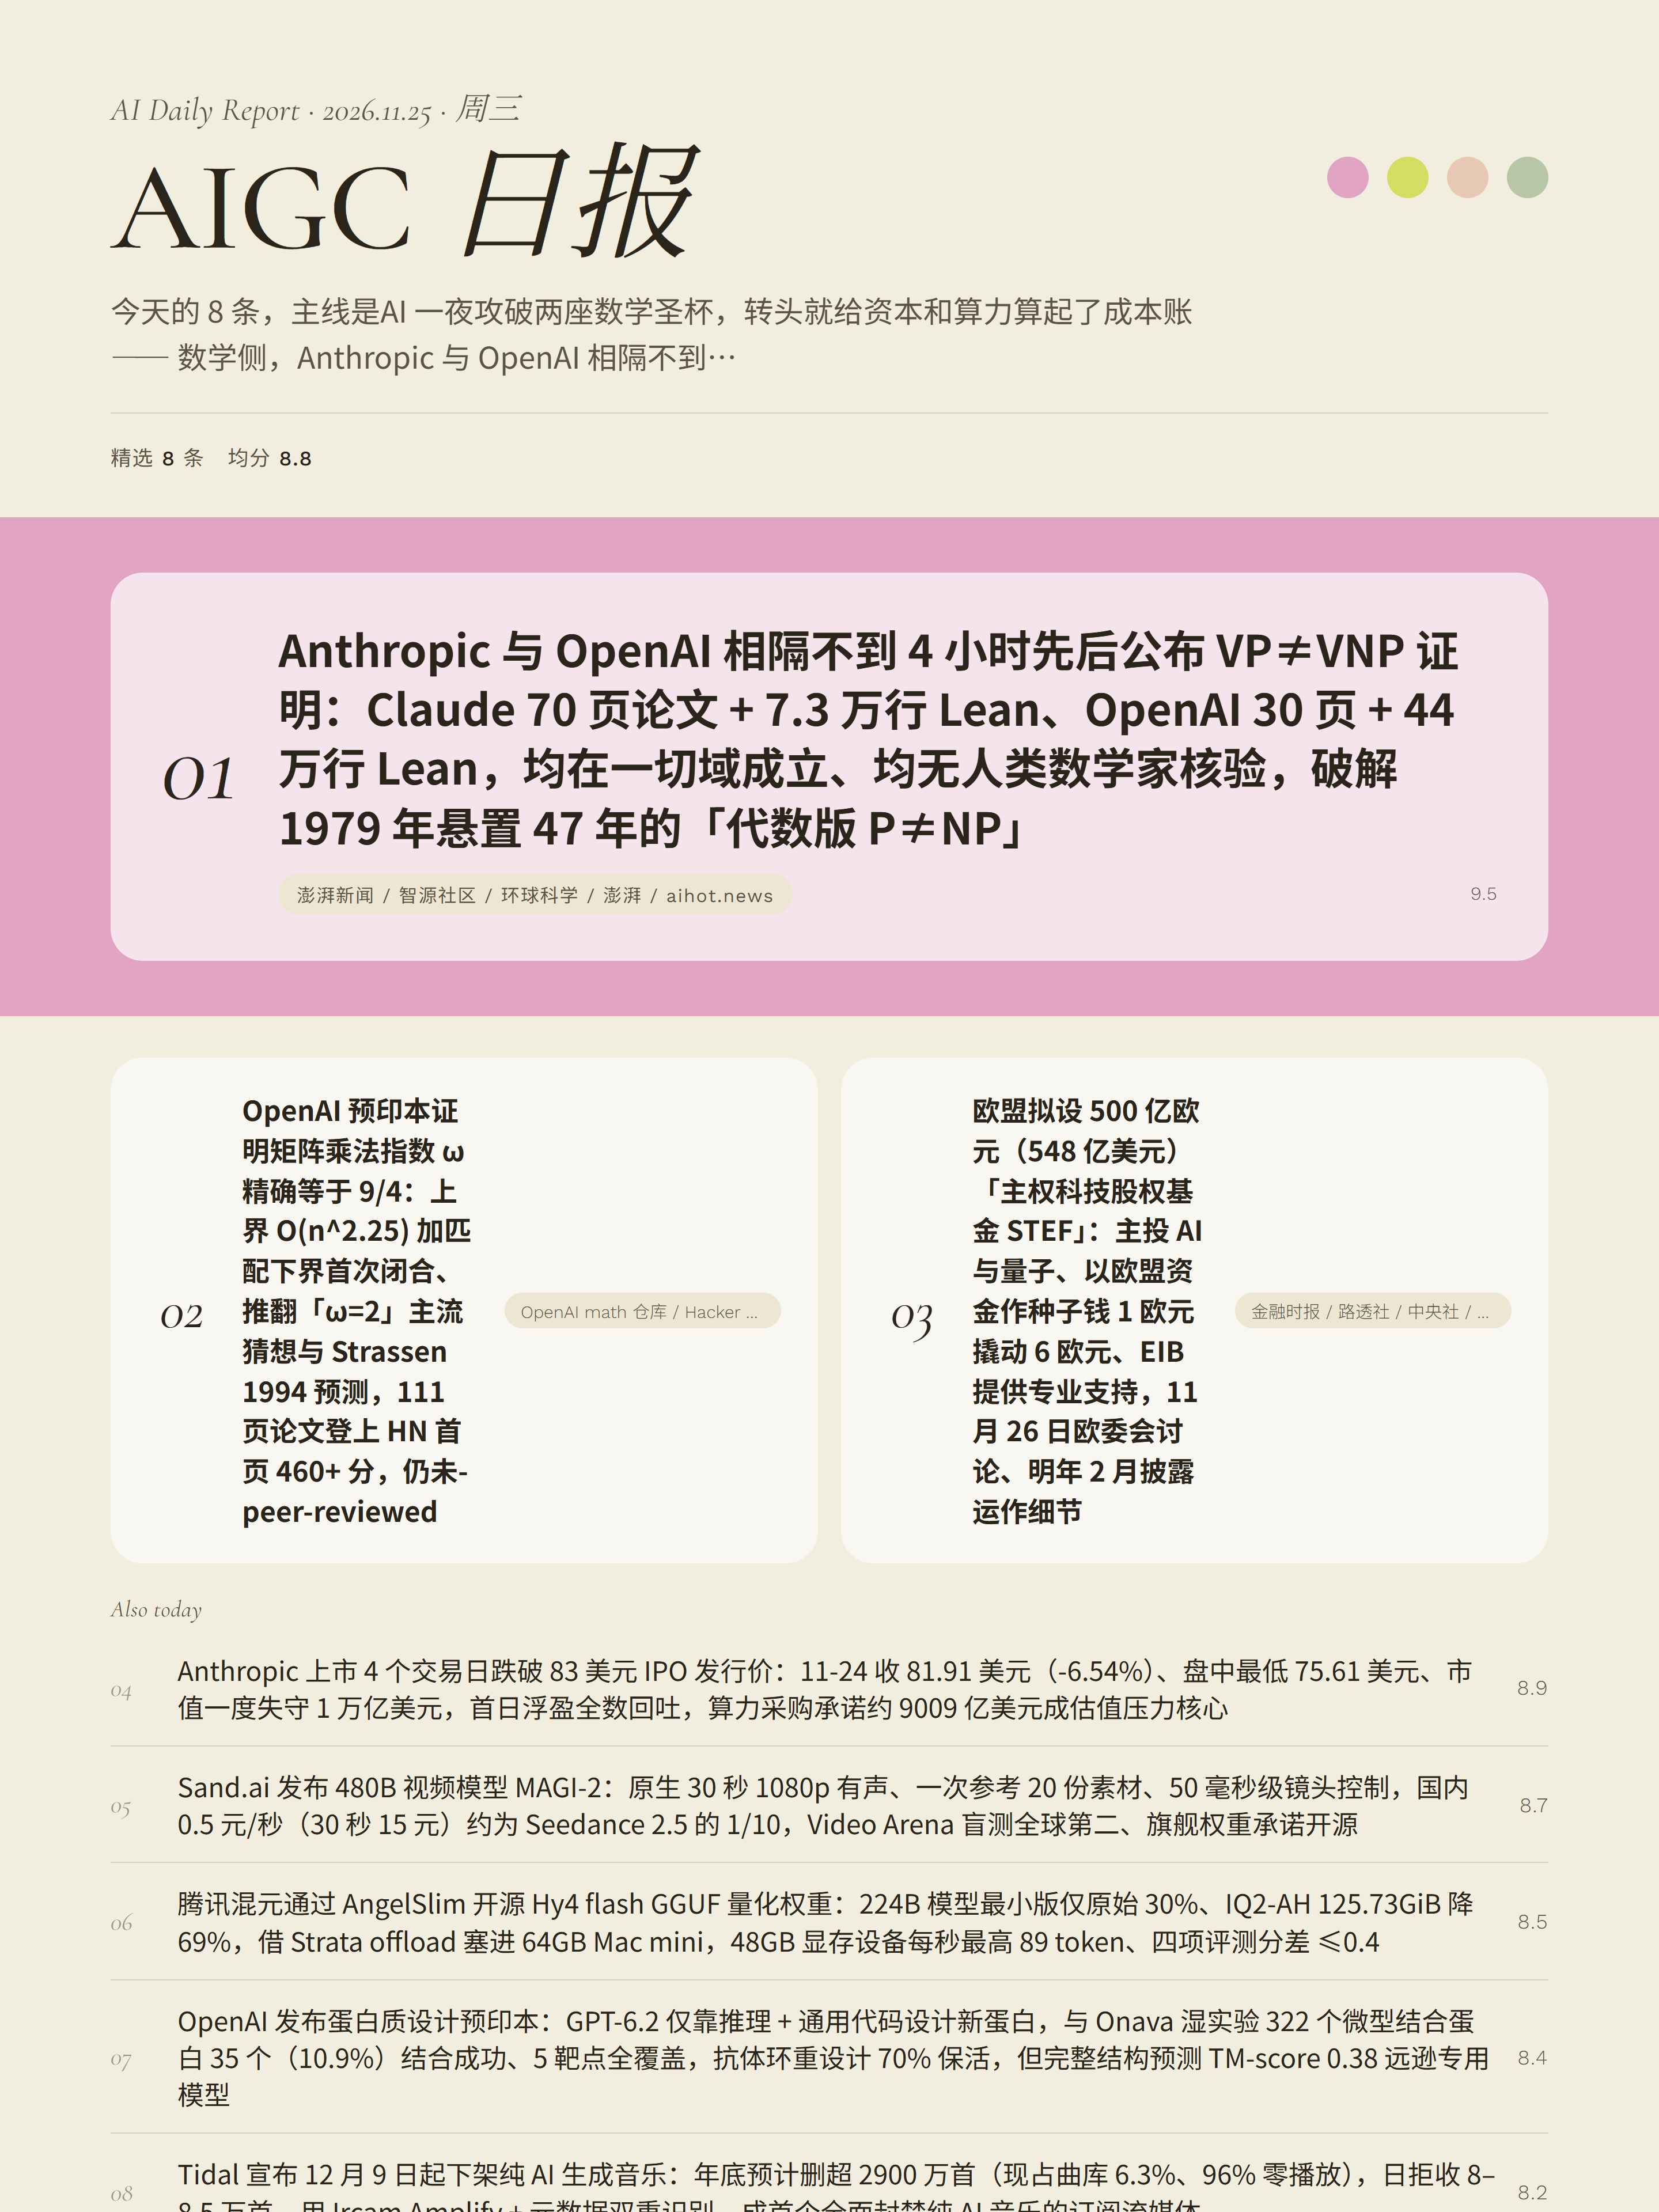 AI Daily Report · 2026.11.25 · 周三
AIGC 日报
今天的 8 条，主线是AI 一夜攻破两座数学圣杯，转头就给资本和算力算起了成本账
—— 数学侧，Anthropic 与 OpenAI 相隔不到…
精选 8 条 均分 8.8
01
Anthropic 与 OpenAI 相隔不到 4 小时先后公布 VP≠VNP 证
明：Claude 70 页论文 + 7.3 万行 Lean、OpenAI 30 页 + 44
万行 Lean，均在一切域成立、均无人类数学家核验，破解
1979 年悬置 47 年的「代数版 P≠NP」
澎湃新闻 / 智源社区 / 环球科学 / 澎湃 / aihot.news
9.5
02
OpenAI 预印本证
明矩阵乘法指数 ω
精确等于 9/4：上
界 O(n^2.25) 加匹
配下界首次闭合、
推翻「ω=2」主流
猜想与 Strassen
1994 预测，111
页论文登上 HN 首
页 460+ 分，仍未-
peer-reviewed
OpenAI math 仓库 / Hacker ...
03
欧盟拟设 500 亿欧
元（548 亿美元）
「主权科技股权基
金 STEF」：主投 AI
与量子、以欧盟资
金作种子钱 1 欧元
撬动 6 欧元、EIB
提供专业支持，11
月 26 日欧委会讨
论、明年 2 月披露
运作细节
金融时报 / 路透社 / 中央社 / ...
Also today
04
Anthropic 上市 4 个交易日跌破 83 美元 IPO 发行价：11-24 收 81.91 美元（-6.54%）、盘中最低 75.61 美元、市
值一度失守 1 万亿美元，首日浮盈全数回吐，算力采购承诺约 9009 亿美元成估值压力核心
8.9
05
Sand.ai 发布 480B 视频模型 MAGI-2：原生 30 秒 1080p 有声、一次参考 20 份素材、50 毫秒级镜头控制，国内
0.5 元/秒（30 秒 15 元）约为 Seedance 2.5 的 1/10，Video Arena 盲测全球第二、旗舰权重承诺开源
8.7
06
腾讯混元通过 AngelSlim 开源 Hy4 flash GGUF 量化权重：224B 模型最小版仅原始 30%、IQ2-AH 125.73GiB 降
69%，借 Strata offload 塞进 64GB Mac mini，48GB 显存设备每秒最高 89 token、四项评测分差 ≤0.4
8.5
07
OpenAI 发布蛋白质设计预印本：GPT-6.2 仅靠推理 + 通用代码设计新蛋白，与 Onava 湿实验 322 个微型结合蛋
白 35 个（10.9%）结合成功、5 靶点全覆盖，抗体环重设计 70% 保活，但完整结构预测 TM-score 0.38 远逊专用
模型
8.4
08
Tidal 宣布 12 月 9 日起下架纯 AI 生成音乐：年底预计删超 2900 万首（现占曲库 6.3%、96% 零播放），日拒收 8–
8.5 万首，用 Ircam Amplify + 元数据双重识别，成首个全面封禁纯 AI 音乐的订阅流媒体
8.2